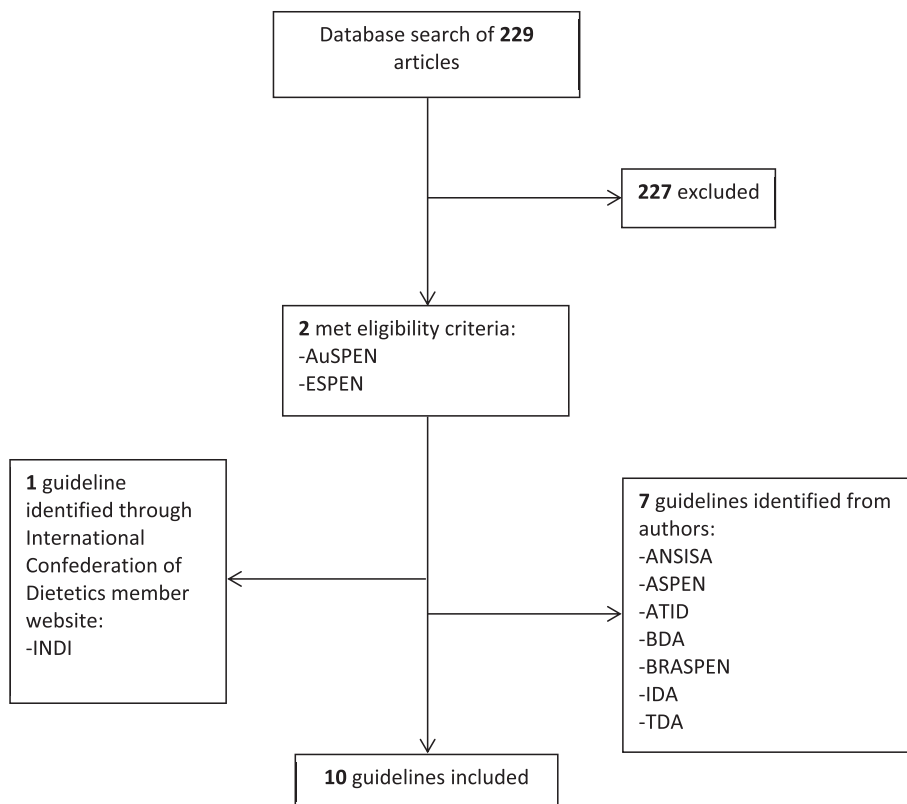 Database search of 229
articles
227 excluded
2 met eligibility criteria:
-AuSPEN
-ESPEN
1 guideline
identified through
International
Confederation of
Dietetics member
website:
-INDI
7 guidelines identified from
authors:
-ANSISA
-ASPEN
-ATID
-BDA
-BRASPEN
-IDA
-TDA
10 guidelines included